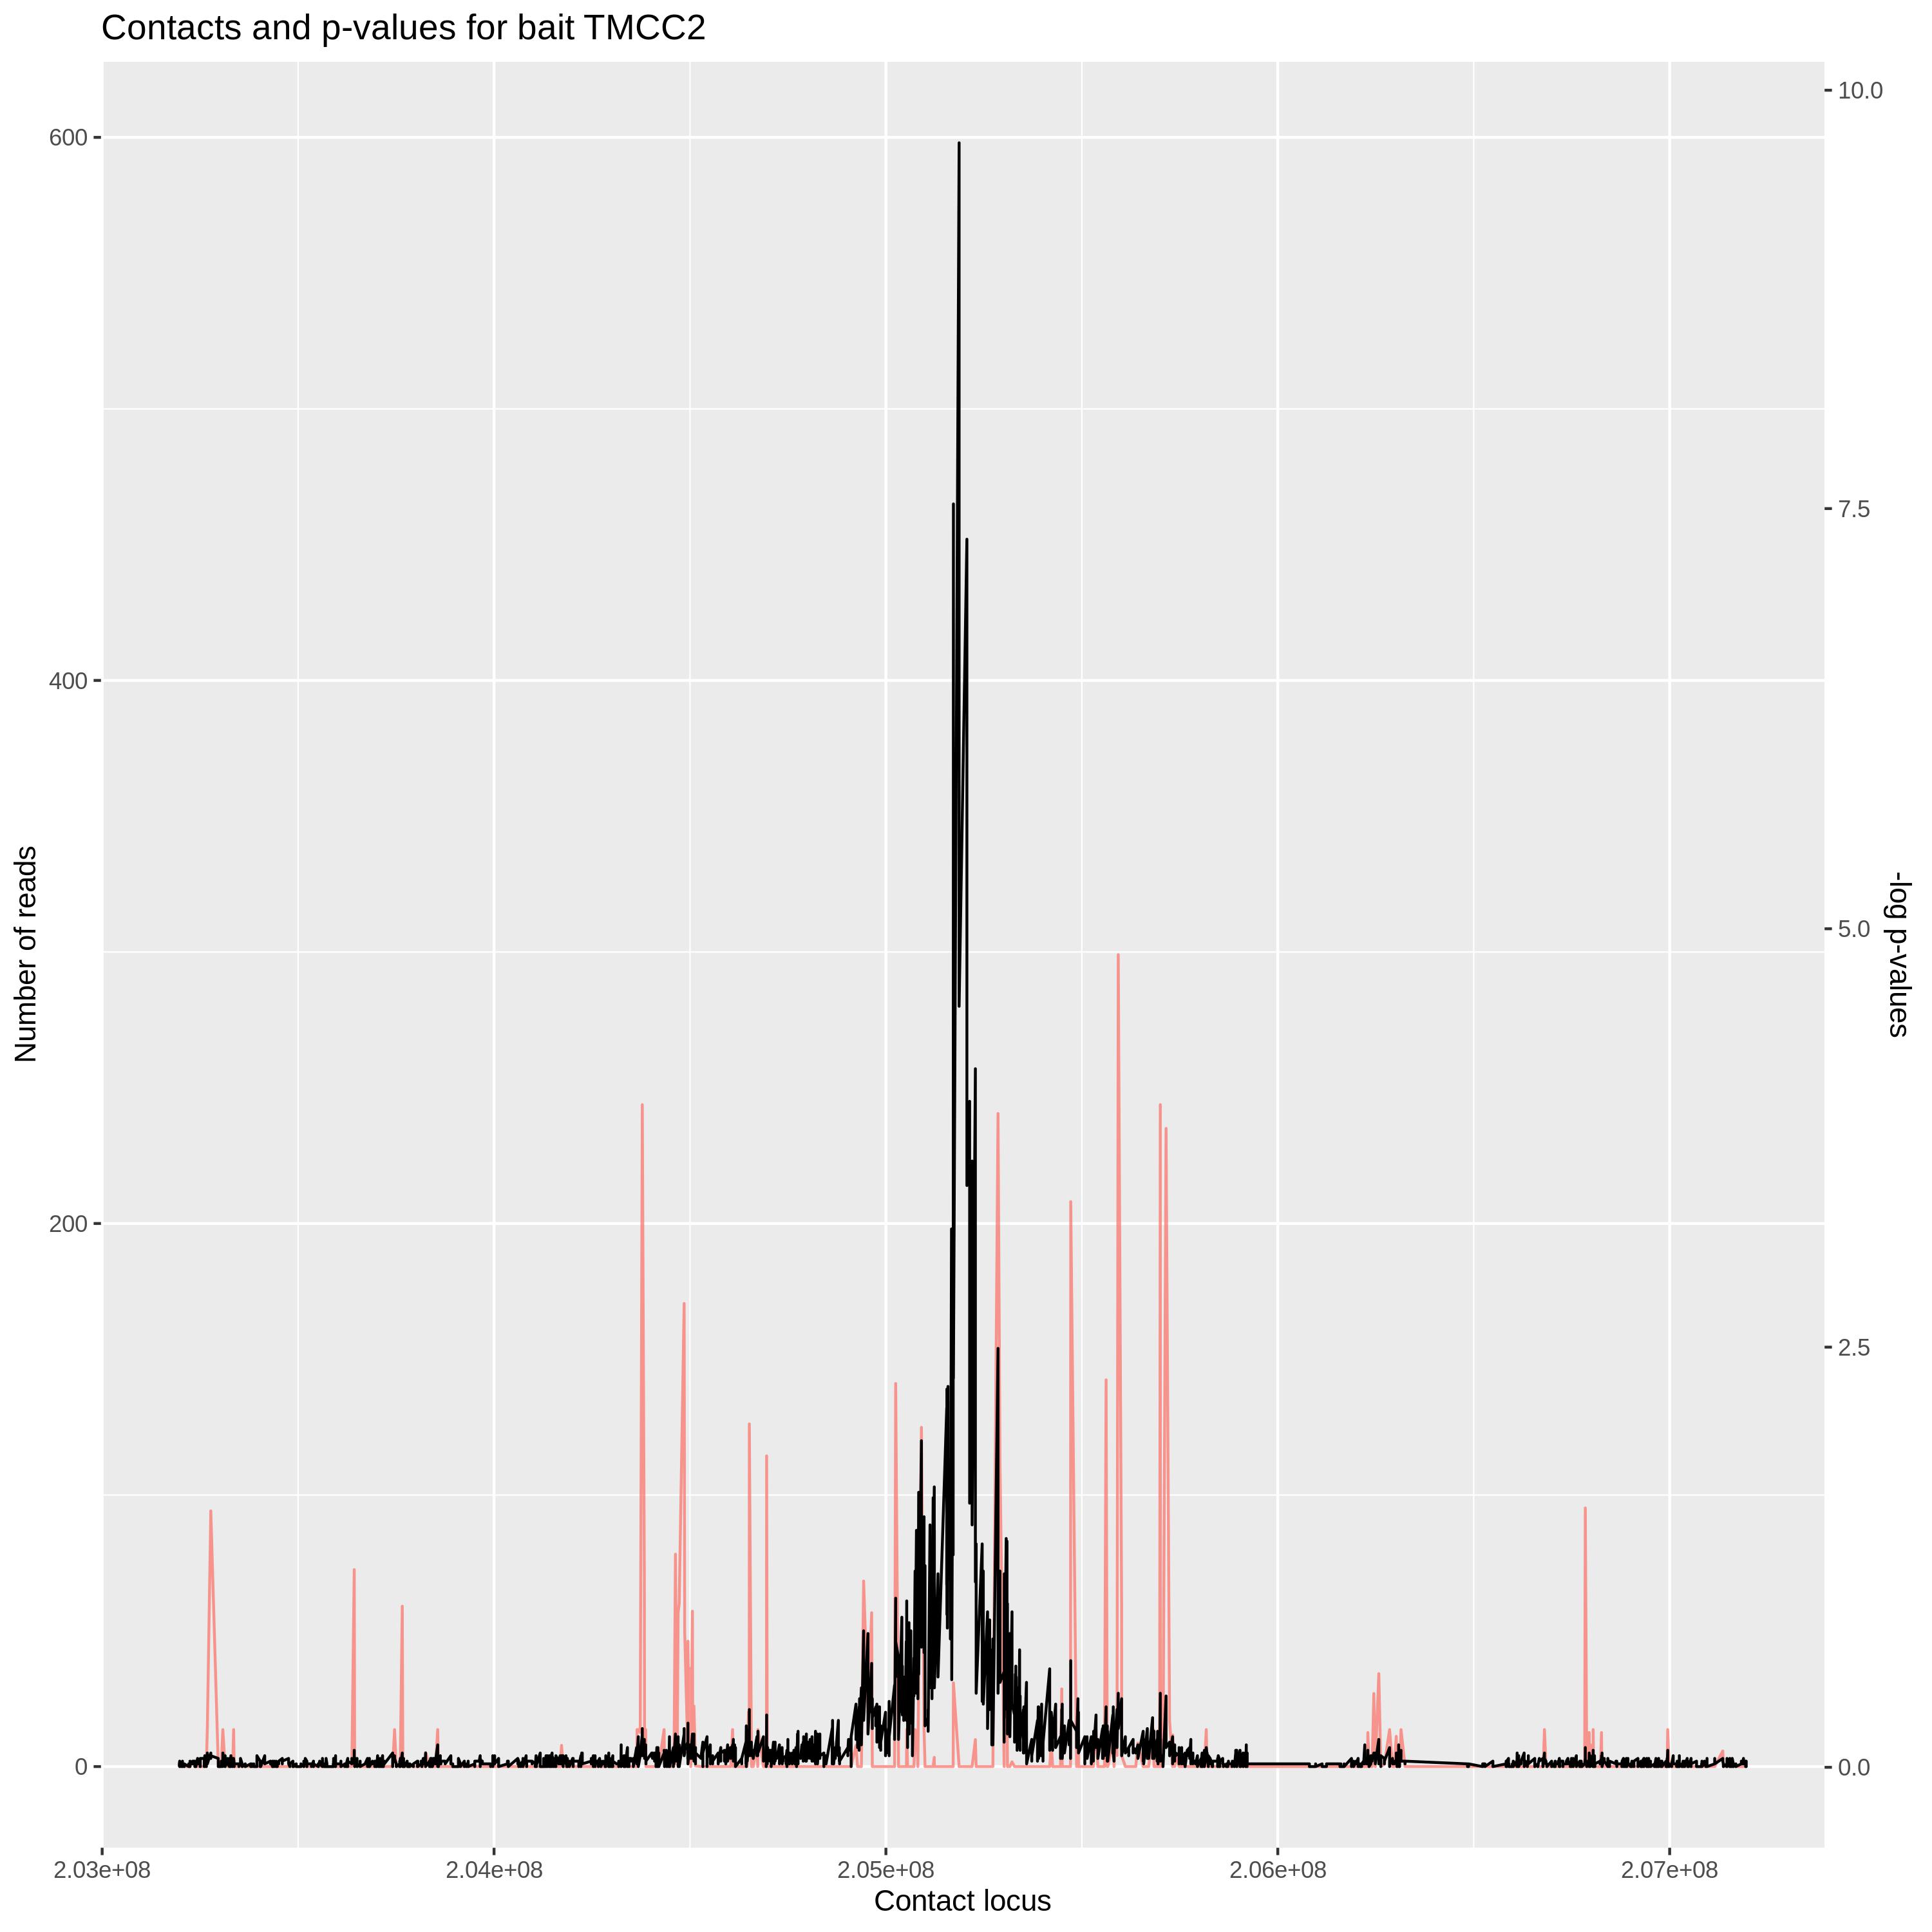 Contacts and p-values for bait TMCC2
600
400
200
0
Number of reads
10.0
7.5
5.0
2.5
0.0
-log p-values
2.03e+08
2.04e+08
2.05e+08
2.06e+08
2.07e+08
Contact locus